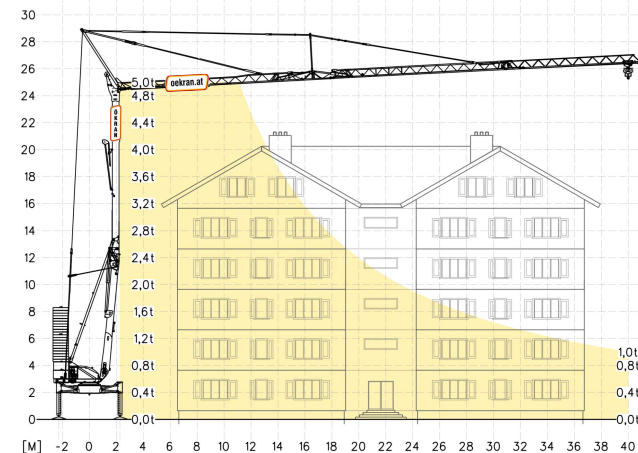 30
28
26
24
22
20
18
16
14
12
10
8
6
4
2
0
5,0t
4,8t
4,4t
4,0t
3,6t
3,2t
2,8t
2,4t
2,0t
1,6t
1,2t
0,8t
0,4t
0,0t
oekran.at
ÖKRAN
1,0t
0,8t
0,4t
0,0t
[M] -2 0 2 4 6 8 10 12 14 16 18 20 22 24 26 28 30 32 34 36 38 40